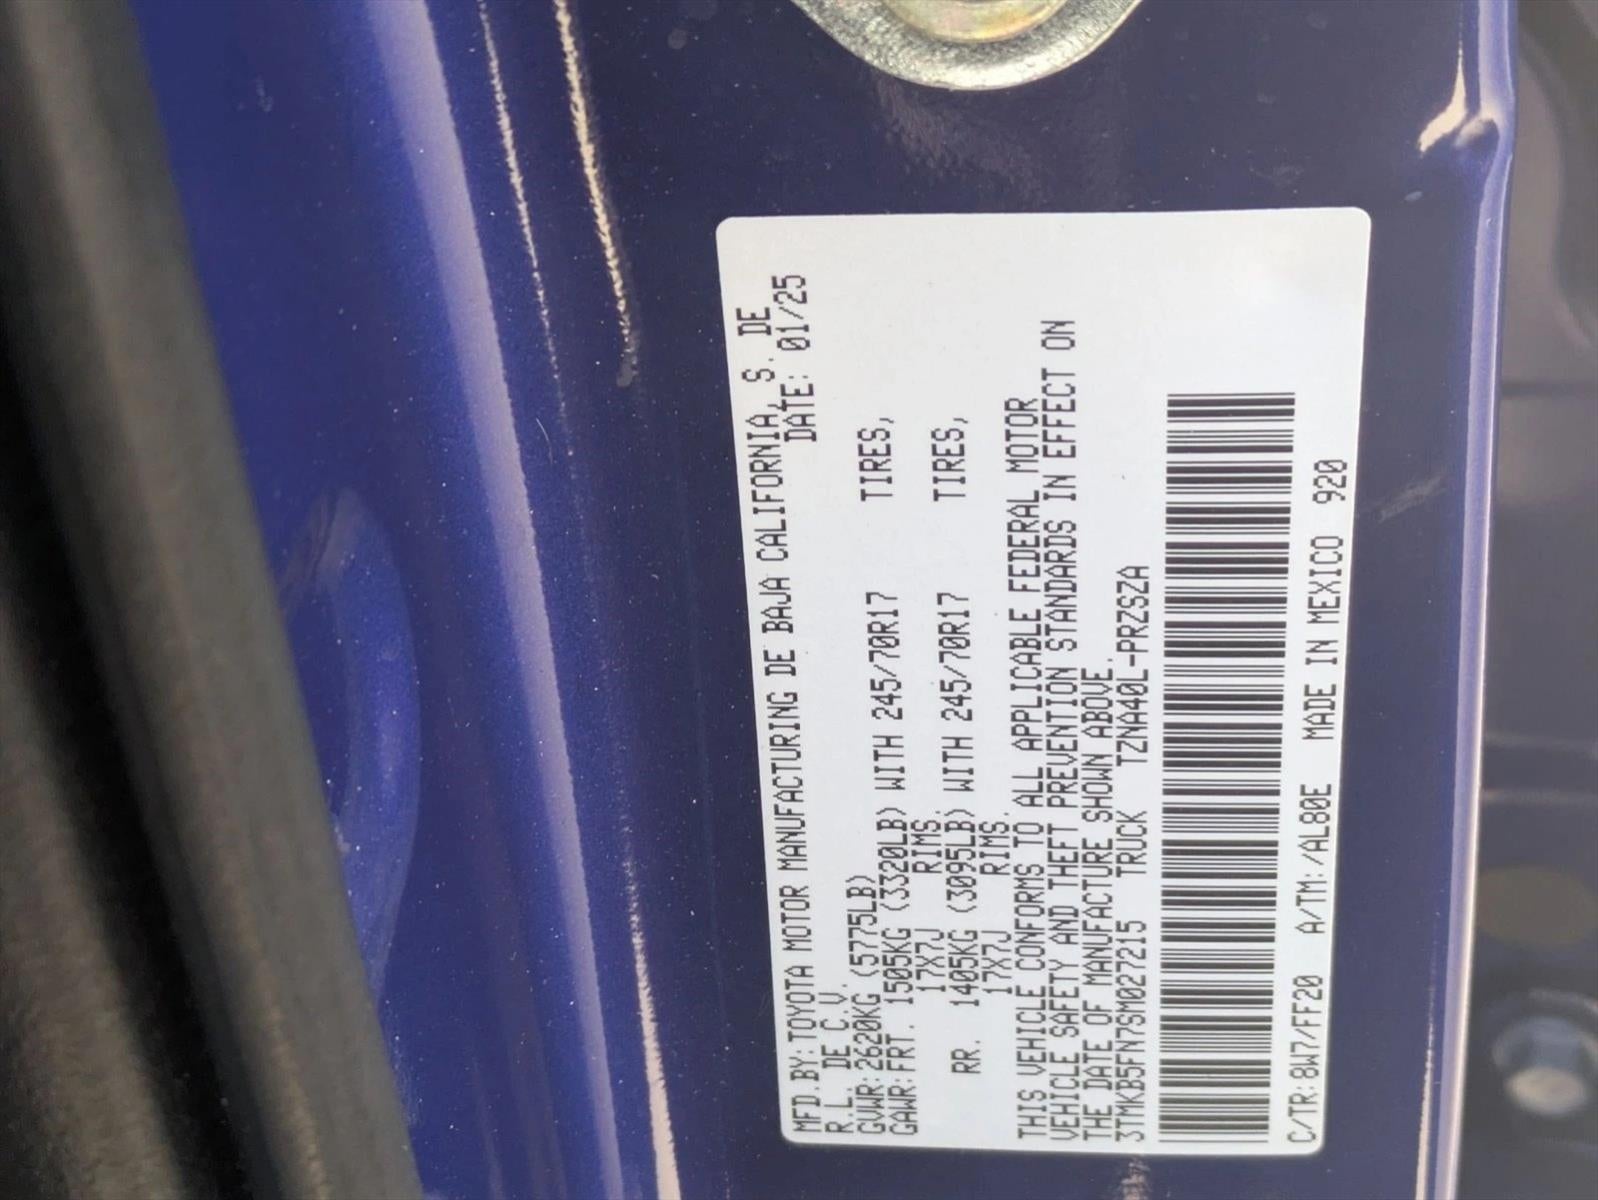 MFD.BY:TOYOTA MOTOR MANUFACTURING DE BAJA CALIFORNIA, S. DE
R.L. DE C.V. DATE: 01/25
GVWR:2620KG (5775LB)
GAWR:FRT. 1505KG (3320LB) WITH 245/70R17 TIRES,
17X7J RIMS.
RR. 1405KG (3095LB) WITH 245/70R17 TIRES,
17X7J RIMS.
THIS VEHICLE CONFORMS TO ALL APPLICABLE FEDERAL MOTOR
VEHICLE SAFETY AND THEFT PREVENTION STANDARDS IN EFFECT ON
THE DATE OF MANUFACTURE SHOWN ABOVE.
3TMKB5FN7SM027215 TRUCK TZNA40L-PRZSZA
C/TR:8W7/FF20 A/TM:/AL80E MADE IN MEXICO 920